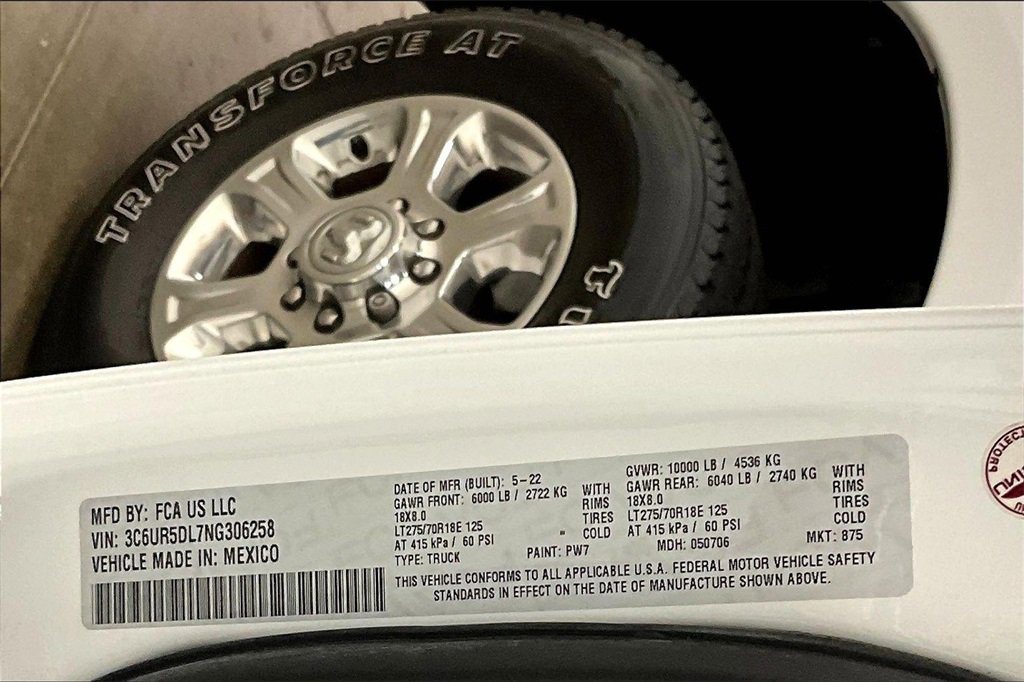 TRANSFORCE AT
MFD BY: FCA US LLC
VIN: 3C6UR5DL7NG306258
VEHICLE MADE IN: MEXICO
DATE OF MFR (BUILT): 5-22
GAWR FRONT: 6000 LB / 2722 KG WITH
18X8.0 RIMS
LT275/70R18E 125 TIRES
AT 415 kPa / 60 PSI " COLD
TYPE: TRUCK PAINT: PW7
GVWR: 10000 LB / 4536 KG
GAWR REAR: 6040 LB / 2740 KG WITH
18X8.0 RIMS
LT275/70R18E 125 TIRES
AT 415 kPa / 60 PSI COLD
MDH: 050706 MKT: 875
THIS VEHICLE CONFORMS TO ALL APPLICABLE U.S.A. FEDERAL MOTOR VEHICLE SAFETY
STANDARDS IN EFFECT ON THE DATE OF MANUFACTURE SHOWN ABOVE.